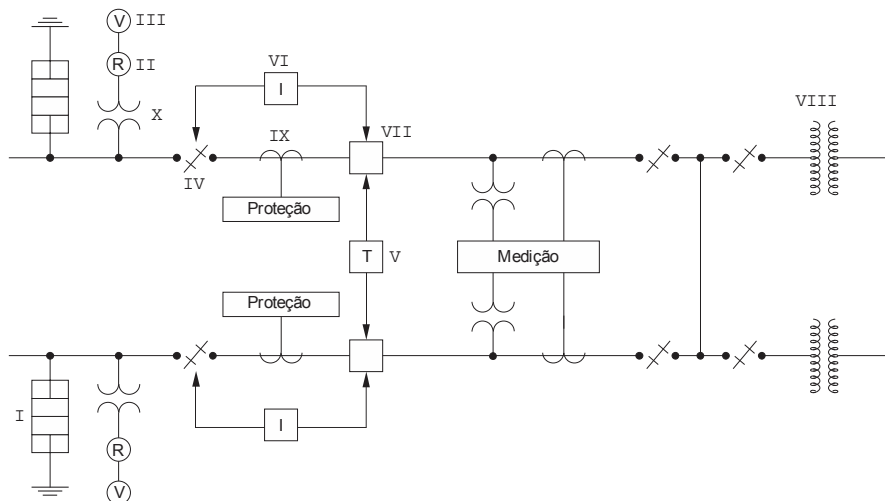 V III
R II
VI
I
X
IX
VII
VIII
IV
Proteção
T V
Medição
Proteção
I
I
R
V